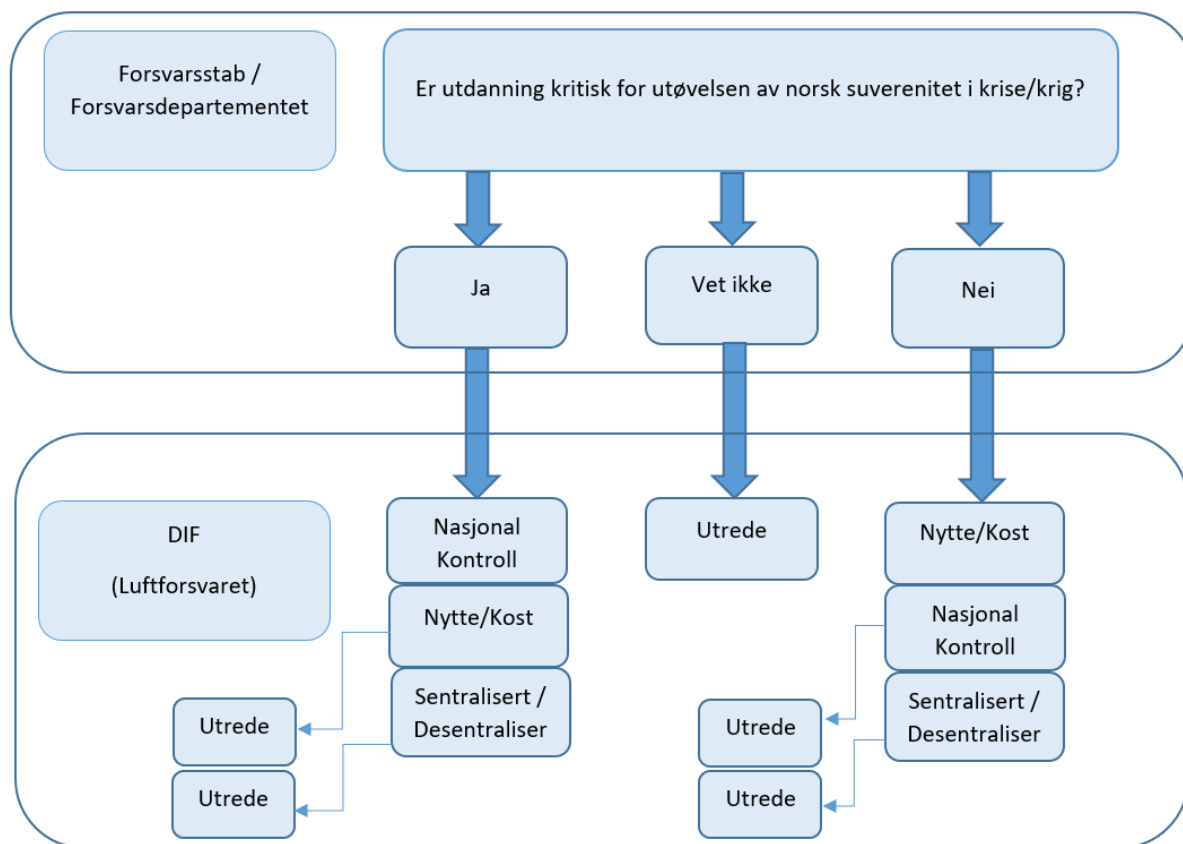 Forsvarsstab /
Forsvarsdepartementet
Er utdanning kritisk for utøvelsen av norsk suverenitet i krise/krig?
Ja
Vet ikke
Nei
DIF
(Luftforsvaret)
Nasjonal
Kontroll
Nytte/Kost
Sentralisert /
Desentraliser
Utrede
Utrede
Utrede
Nytte/Kost
Nasjonal
Kontroll
Sentralisert /
Desentraliser
Utrede
Utrede